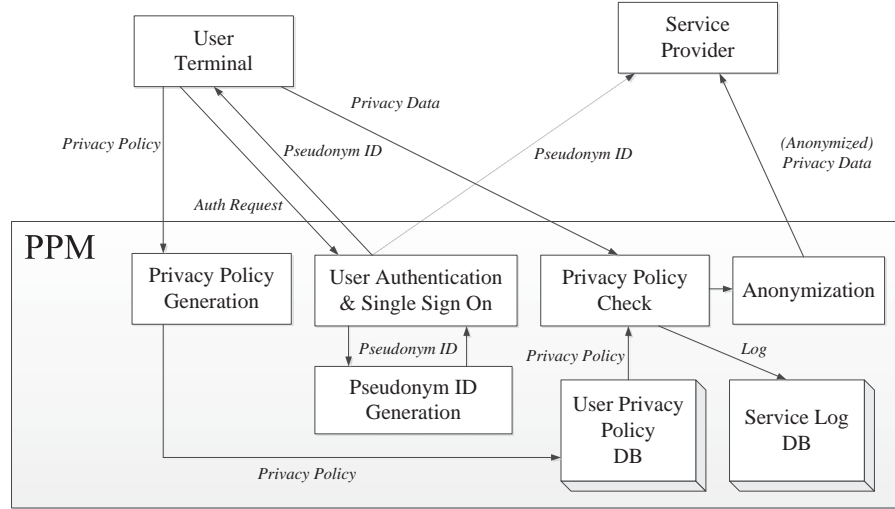 User
Terminal
Service
Provider
Privacy Data
Privacy Policy
Pseudonym ID
Pseudonym ID
(Anonymized)
Privacy Data
Auth Request
PPM
Privacy Policy
Generation
User Authentication
& Single Sign On
Privacy Policy
Check
Anonymization
Pseudonym ID
Privacy Policy
Log
Pseudonym ID
Generation
User Privacy
Policy
DB
Service Log
DB
Privacy Policy